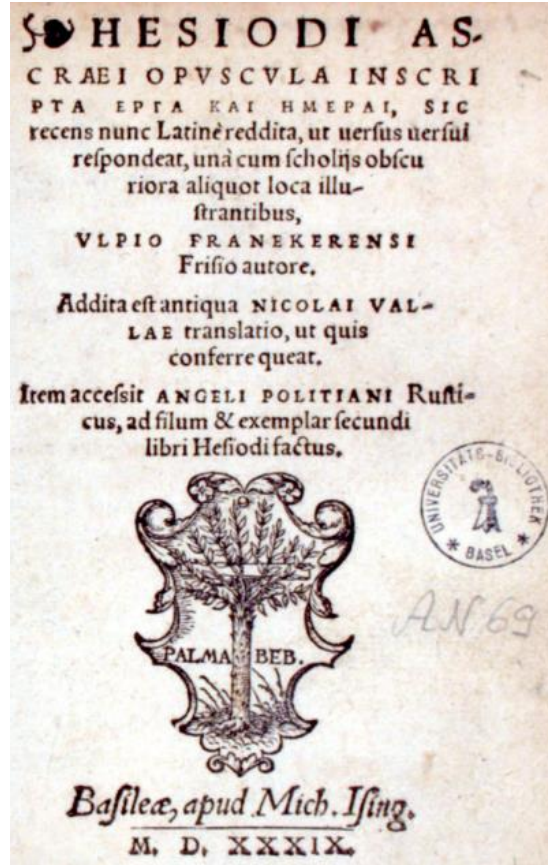 HESIODI AS-
CRAEI OPVSCVLA INSCRI
PTA ΕΡΓΑ ΚΑΙ ΗΜΕΡΑΙ, SIC
recens nunc Latinè reddita, ut uersus uersui
reſpondeat, unà cum ſcholijs obſcu
riora aliquot loca illu-
ſtrantibus,
VLPIO FRANEKERENSI
Friſio autore.
Addita eſt antiqua NICOLAI VAL-
LAE translatio, ut quis
conferre queat.
Item acceſsit ANGELI POLITIANI Ruſti-
cus, ad filum & exemplar ſecundi
libri Heſiodi factus.
UNIVERSITÄTS-BIBLIOTHEK
* BASEL *
AN 69
PALMA BEB.
Baſileæ, apud Mich. Iſing.
M. D. XXXIX.